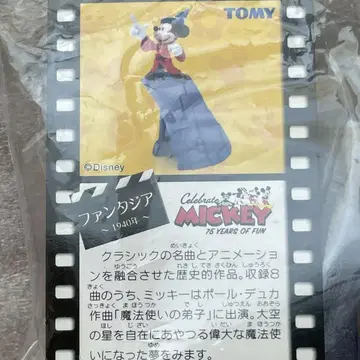 TOMY
©Disney
ファンタジア
～1940年～
Celebrate
MICKEY
75 YEARS OF FUN
クラシックの名曲とアニメーショ
ンを融合させた歴史的作品。収録8
曲のうち、ミッキーはポール・デュカ
作曲「魔法使いの弟子」に出演。大空
の星を自在にあやつる偉大な魔法使
いになった夢をみます。